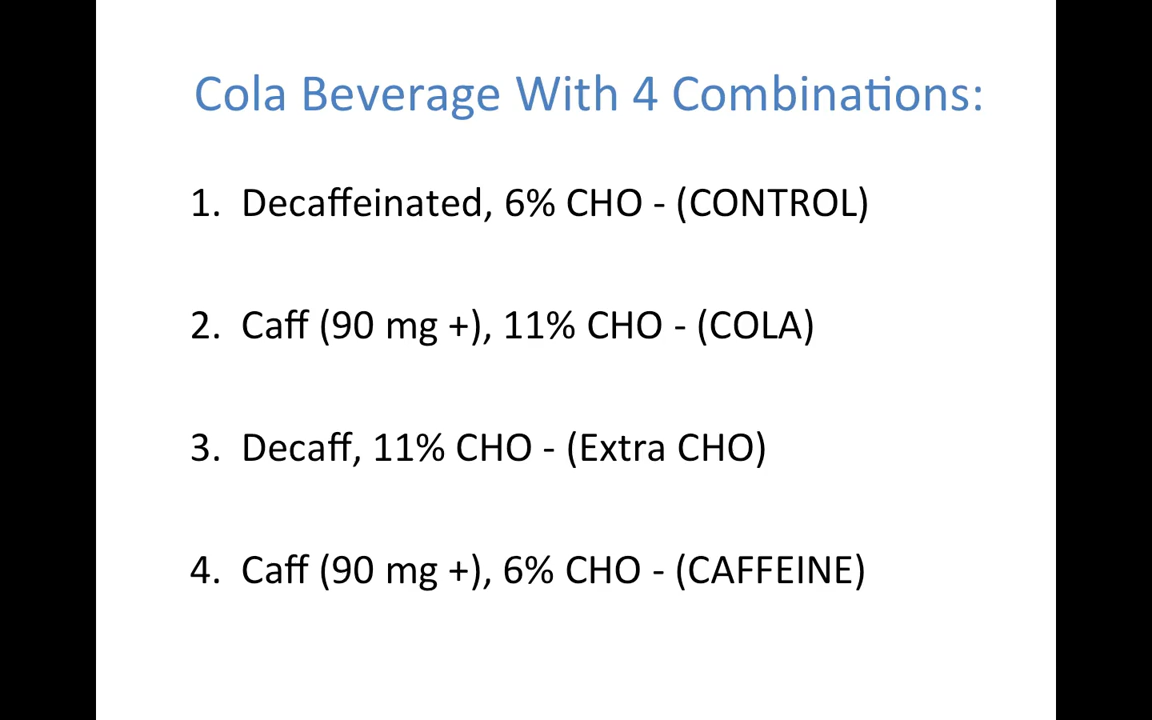 Cola Beverage With 4 Combinations:
1. Decaffeinated, 6% CHO - (CONTROL)
2. Caff (90 mg +), 11% CHO - (COLA)
3. Decaff, 11% CHO - (Extra CHO)
4. Caff (90 mg +), 6% CHO - (CAFFEINE)